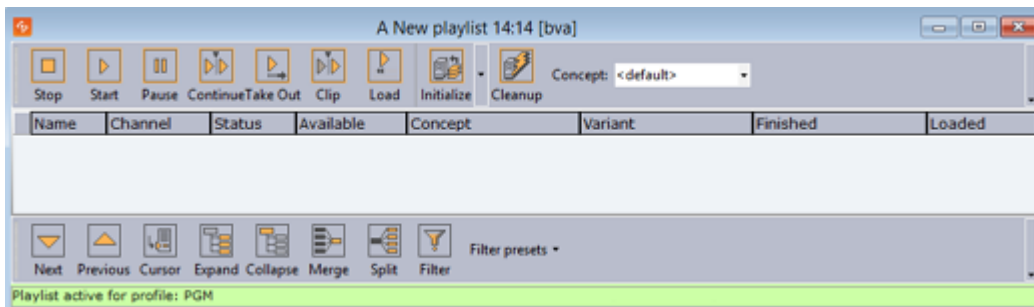 A New playlist 14:14 [bva]
Stop Start Pause Continue Take Out Clip Load Initialize Cleanup Concept: <default>
Name Channel Status Available Concept Variant Finished Loaded
Next Previous Cursor Expand Collapse Merge Split Filter Filter presets
Playlist active for profile: PGM